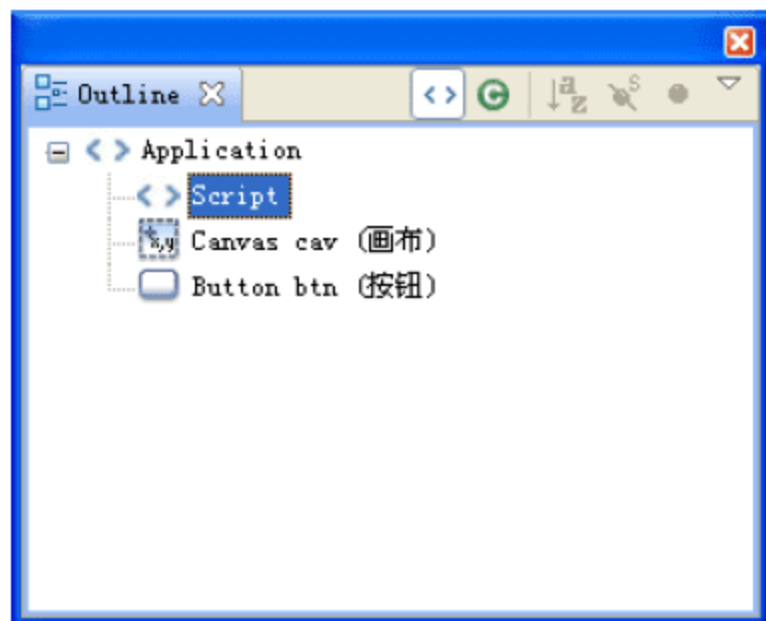 Outline
Application
Script
Canvas cav (画布)
Button btn (按钮)